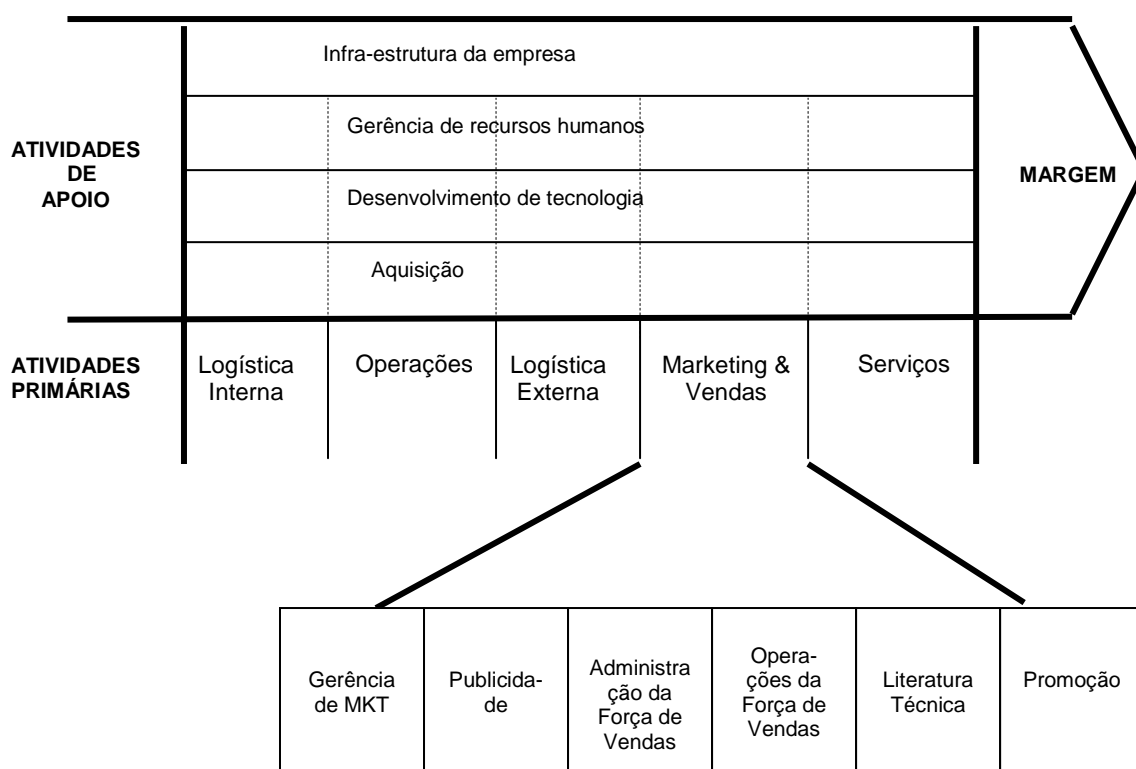 Infra-estrutura da empresa
Gerência de recursos humanos
ATIVIDADES
DE
APOIO
MARGEM
Desenvolvimento de tecnologia
Aquisição
ATIVIDADES
PRIMÁRIAS
Logística
Interna
Operações
Logística
Externa
Marketing &
Vendas
Serviços
Gerência
de MKT
Publicida-
de
Administra
ção da
Força de
Vendas
Opera-
ções da
Força de
Vendas
Literatura
Técnica
Promoção